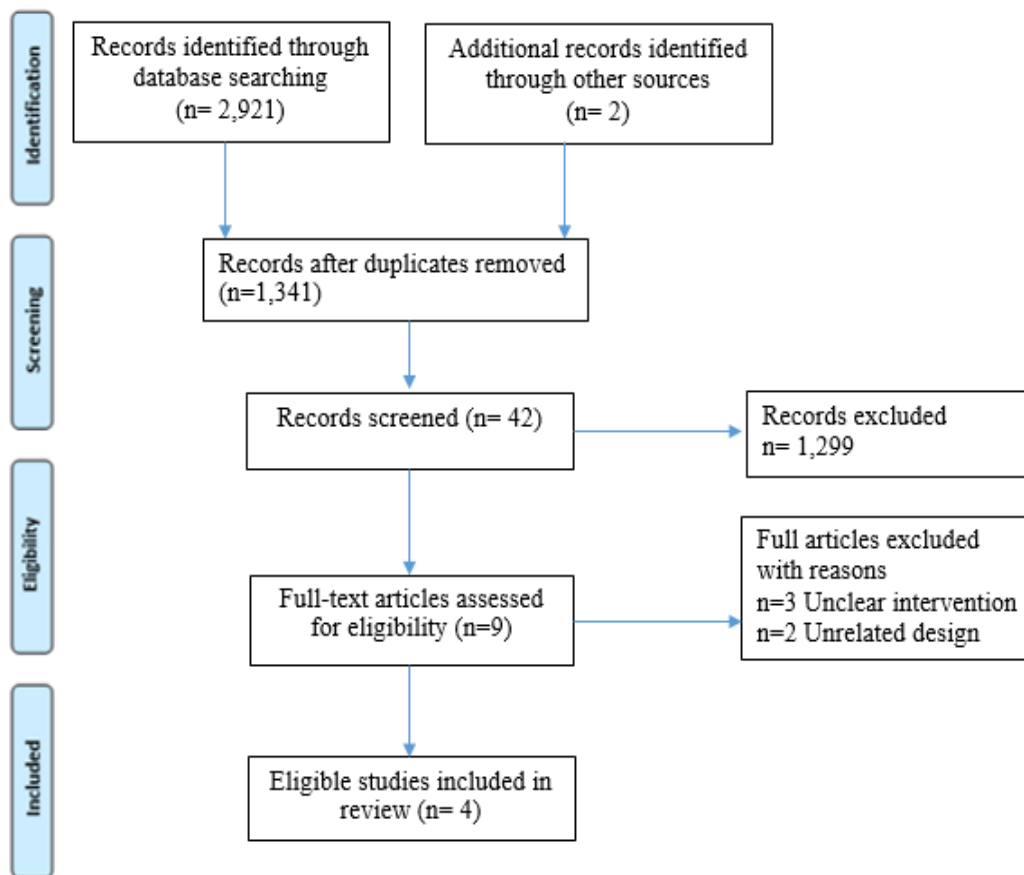 Identification
Records identified through
database searching
(n= 2,921)
Additional records identified
through other sources
(n= 2)
Screening
Records after duplicates removed
(n=1,341)
Records screened (n= 42)
Records excluded
n= 1,299
Eligibility
Full-text articles assessed
for eligibility (n=9)
Full articles excluded
with reasons
n=3 Unclear intervention
n=2 Unrelated design
Included
Eligible studies included in
review (n= 4)